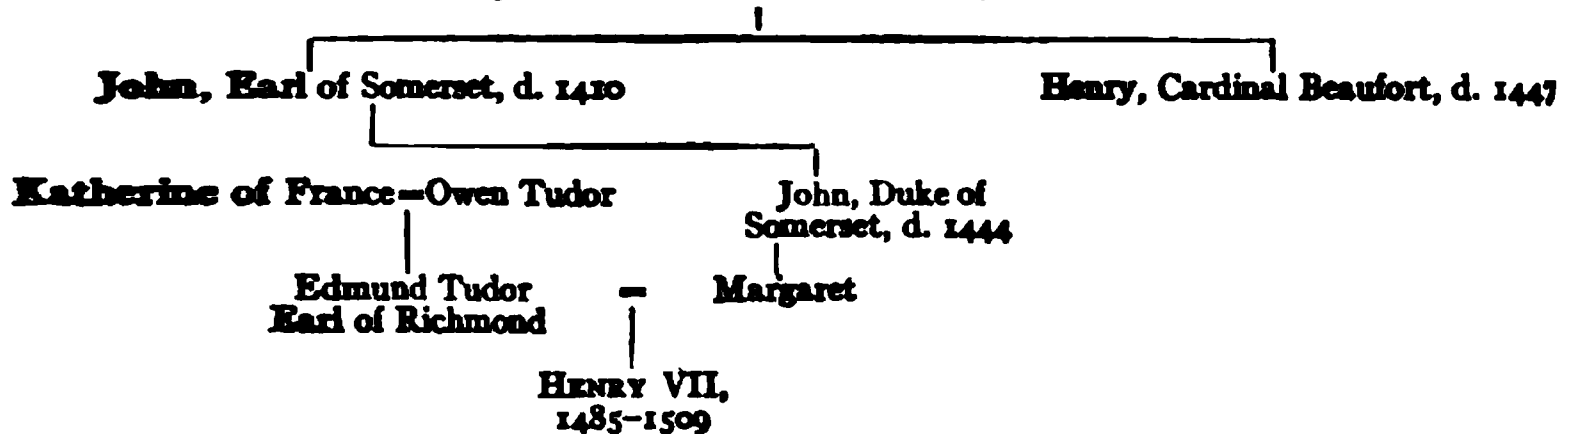 John, Earl of Somerset, d. 1410 Henry, Cardinal Beaufort, d. 1447
Katherine of France=Owen Tudor John, Duke of
Somerset, d. 1444
Edmund Tudor = Margaret
Earl of Richmond
HENRY VII,
1485–1509